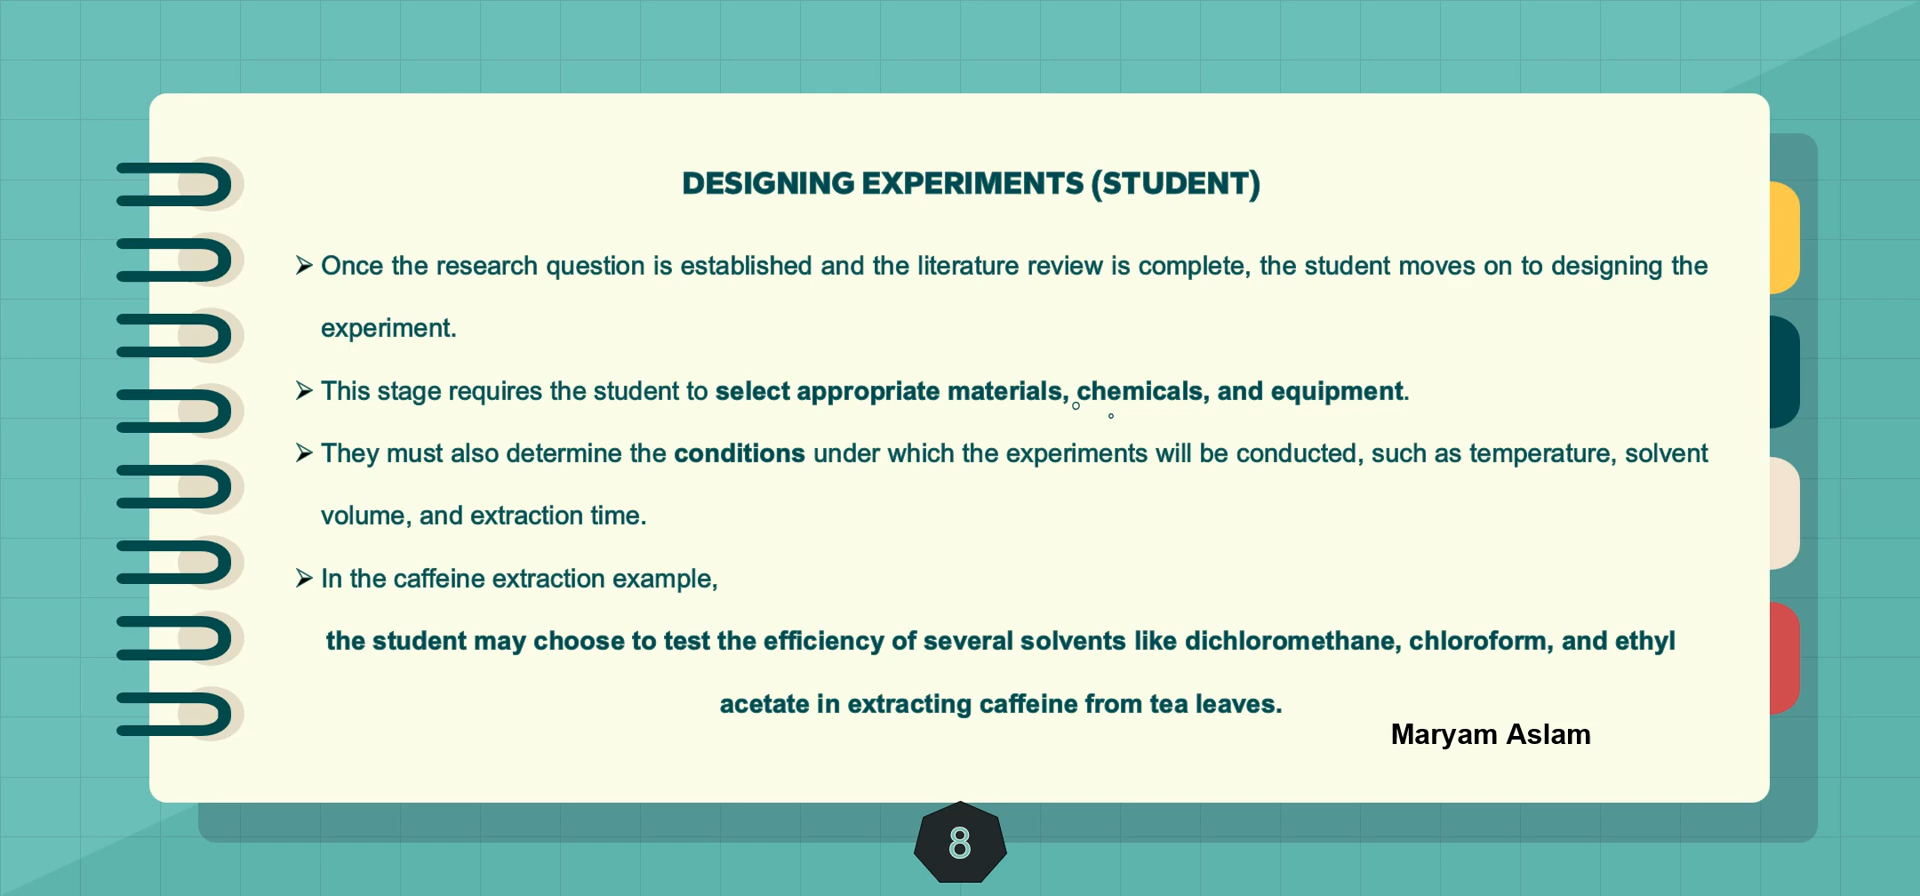 DESIGNING EXPERIMENTS (STUDENT)
➢ Once the research question is established and the literature review is complete, the student moves on to designing the
experiment.
➢ This stage requires the student to select appropriate materials, chemicals, and equipment.
➢ They must also determine the conditions under which the experiments will be conducted, such as temperature, solvent
volume, and extraction time.
➢ In the caffeine extraction example,
the student may choose to test the efficiency of several solvents like dichloromethane, chloroform, and ethyl
acetate in extracting caffeine from tea leaves.
Maryam Aslam
8